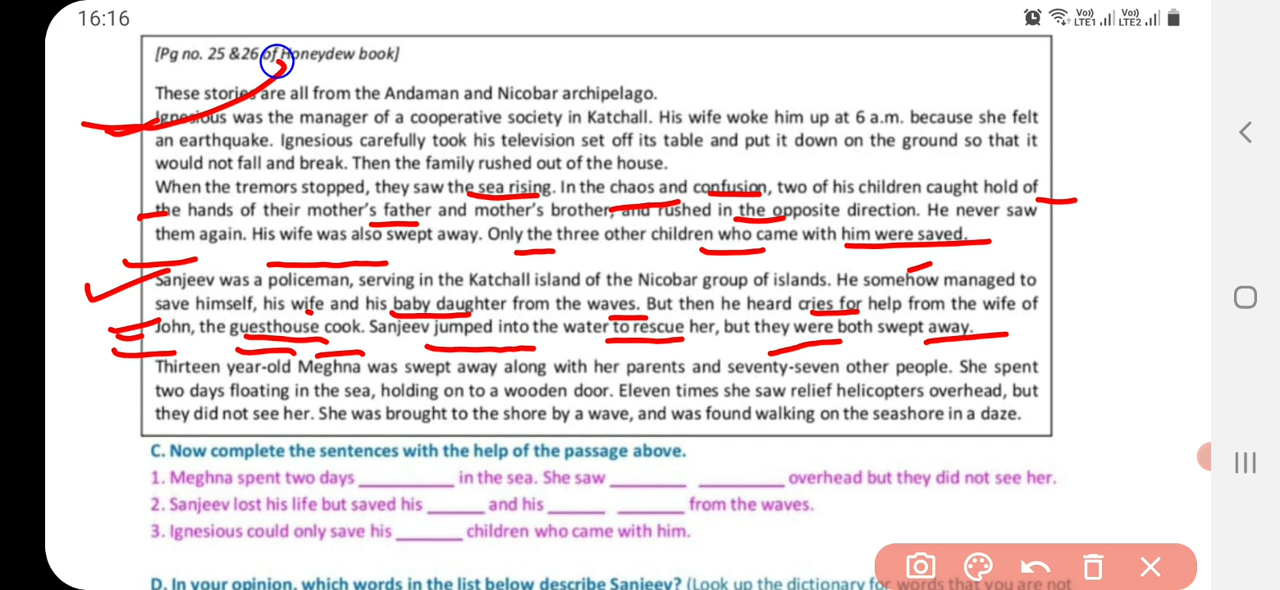 16:16
Vo)) LTE1 Vo)) LTE2
[Pg no. 25 &26 of Honeydew book]
These stories are all from the Andaman and Nicobar archipelago.
Ignesious was the manager of a cooperative society in Katchall. His wife woke him up at 6 a.m. because she felt
an earthquake. Ignesious carefully took his television set off its table and put it down on the ground so that it
would not fall and break. Then the family rushed out of the house.
When the tremors stopped, they saw the sea rising. In the chaos and confusion, two of his children caught hold of
the hands of their mother's father and mother's brother, and rushed in the opposite direction. He never saw
them again. His wife was also swept away. Only the three other children who came with him were saved.
Sanjeev was a policeman, serving in the Katchall island of the Nicobar group of islands. He somehow managed to
save himself, his wife and his baby daughter from the waves. But then he heard cries for help from the wife of
John, the guesthouse cook. Sanjeev jumped into the water to rescue her, but they were both swept away.
Thirteen year-old Meghna was swept away along with her parents and seventy-seven other people. She spent
two days floating in the sea, holding on to a wooden door. Eleven times she saw relief helicopters overhead, but
they did not see her. She was brought to the shore by a wave, and was found walking on the seashore in a daze.
C. Now complete the sentences with the help of the passage above.
1. Meghna spent two days __________ in the sea. She saw ________ _________ overhead but they did not see her.
2. Sanjeev lost his life but saved his ______ and his ______ _______ from the waves.
3. Ignesious could only save his _______ children who came with him.
D. In your opinion, which words in the list below describe Sanjeev? (Look up the dictionary for words that you are not